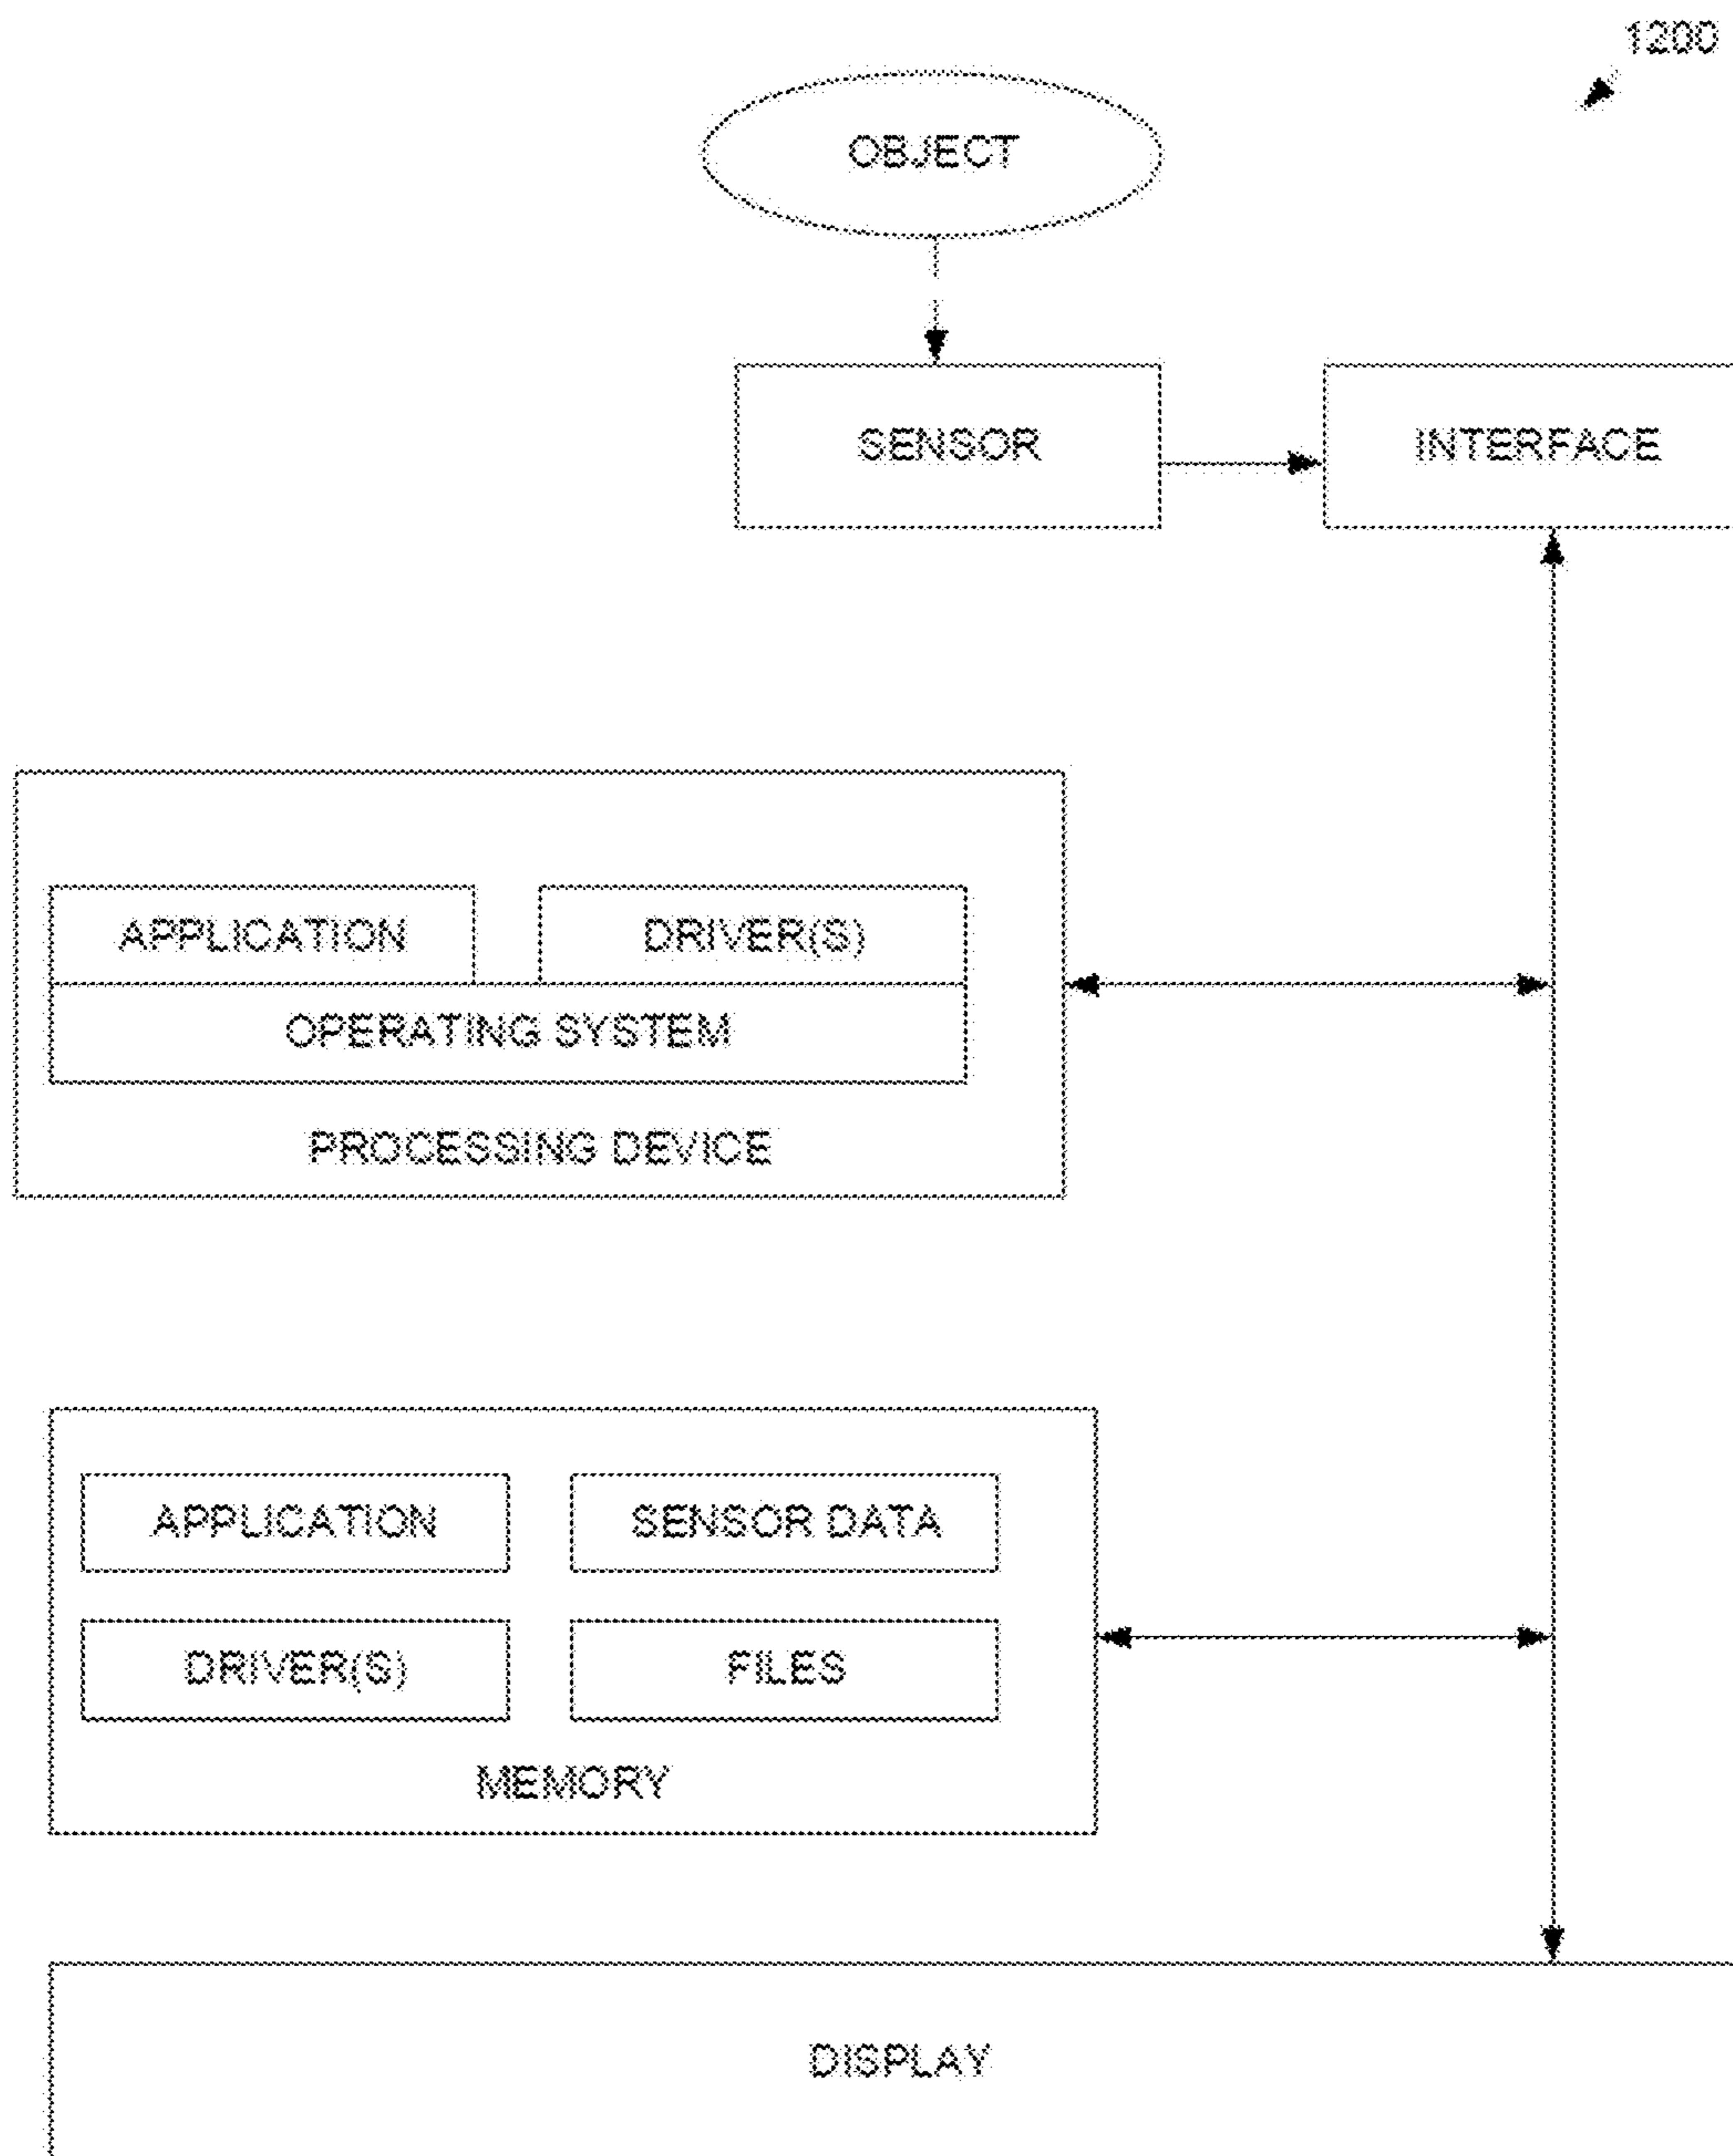 1200
OBJECT
SENSOR
INTERFACE
APPLICATION
DRIVER(S)
OPERATING SYSTEM
PROCESSING DEVICE
APPLICATION
SENSOR DATA
DRIVER(S)
FILES
MEMORY
DISPLAY